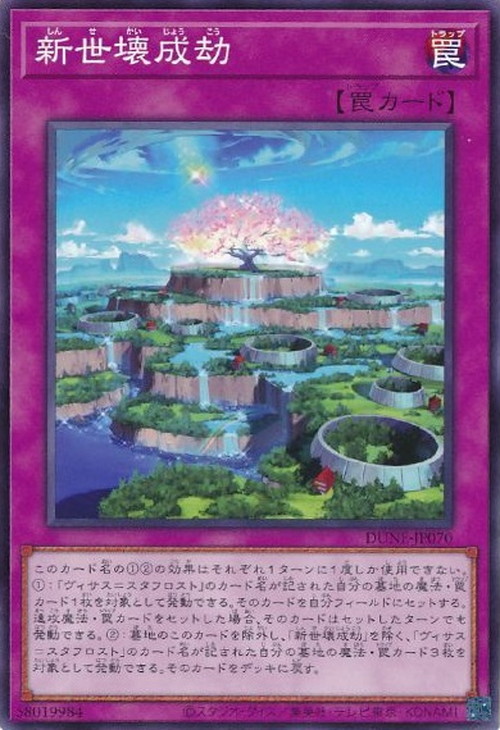 新世壊成劫
罠
【罠カード】
DUNE-JP070
このカード名の①②の効果はそれぞれ1ターンに1度しか使用できない。
①:「ヴィサス=スタフロスト」のカード名が記された自分の墓地の魔法・罠
カード1枚を対象として発動できる。そのカードを自分フィールドにセットする。
速攻魔法・罠カードをセットした場合、そのカードはセットしたターンでも
発動できる。②:墓地のこのカードを除外し、「新世壊成劫」を除く、「ヴィサ
ス=スタフロスト」のカード名が記された自分の墓地の魔法・罠カード3枚を
対象として発動できる。そのカードをデッキに戻す。
58019984
©スタジオ・ダイス/集英社・テレビ東京・KONAMI